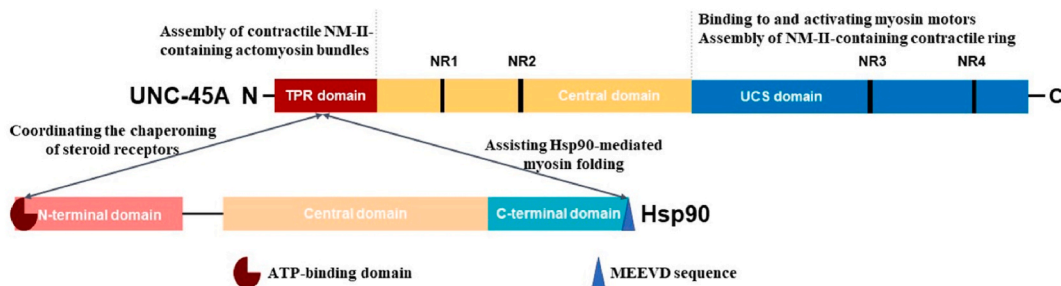 Assembly of contractile NM-II-
containing actomyosin bundles
Binding to and activating myosin motors
Assembly of NM-II-containing contractile ring
NR1
NR2
NR3
NR4
UNC-45A N
TPR domain
Central domain
UCS domain
C
Coordinating the chaperoning
of steroid receptors
Assisting Hsp90-mediated
myosin folding
N-terminal domain
Central domain
C-terminal domain
Hsp90
ATP-binding domain
MEEVD sequence